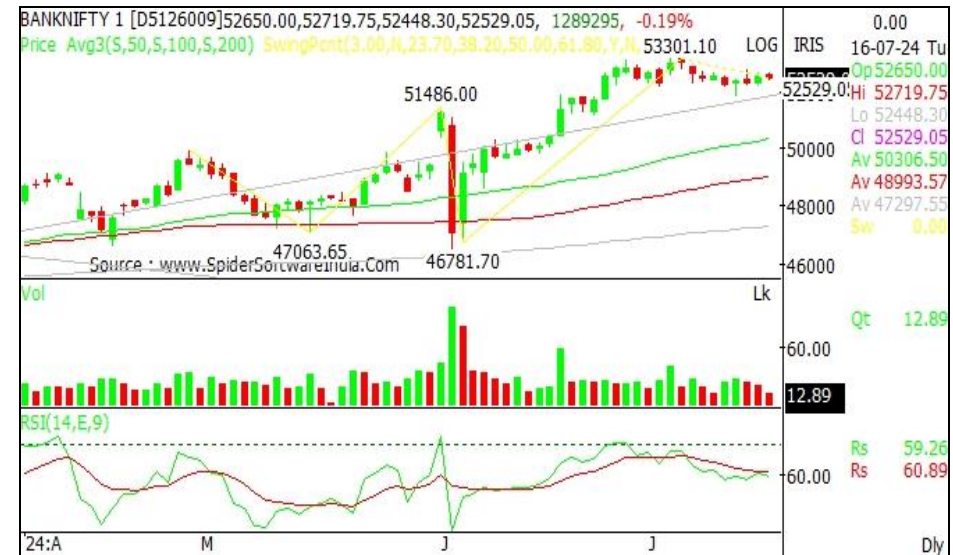 BANKNIFTY 1 [D5126009]52650.00,52719.75,52448.30,52529.05, 1289295, -0.19%
Price Avg3(S,50,S,100,S,200) SwingPcnt(3.00,N,23.70,38.20,50.00,61.80,Y,N,
53301.10 LOG
51486.00
47063.65
46781.70
Source : www.SpiderSoftwareIndia.Com
52529.0
50000
48000
46000
0.00
IRIS 16-07-24 Tu
Op 52650.00
Hi 52719.75
Lo 52448.30
Cl 52529.05
Av 50306.50
Av 48993.57
Av 47297.55
Sw 0.00
Vol Lk
60.00
12.89
Qt 12.89
RSI(14,E,9)
60.00
Rs 59.26
Rs 60.89
'24:A M J J Dly